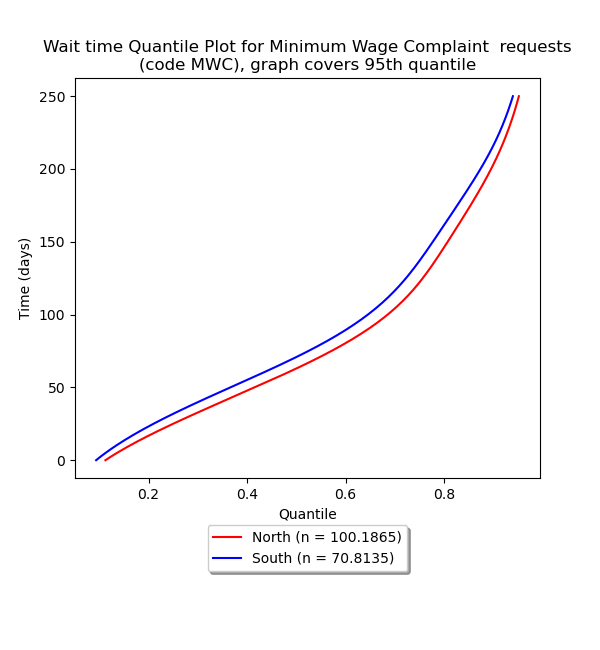 Wait time Quantile Plot for Minimum Wage Complaint  requests
(code MWC), graph covers 95th quantile
250
200
150
100
50
0
Time (days)
0.2 0.4 0.6 0.8
Quantile
North (n = 100.1865)
South (n = 70.8135)